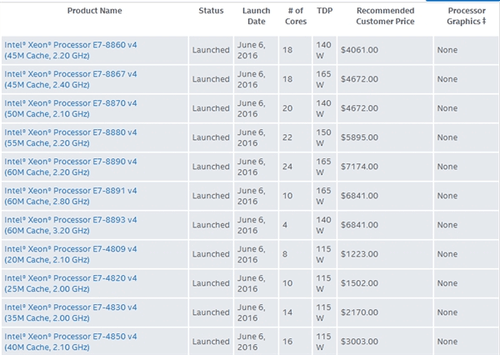 Product Name Status Launch Date # of Cores TDP Recommended Customer Price Processor Graphics ‡
Intel® Xeon® Processor E7-8860 v4 (45M Cache, 2.20 GHz) Launched June 6, 2016 18 140 W $4061.00 None
Intel® Xeon® Processor E7-8867 v4 (45M Cache, 2.40 GHz) Launched June 6, 2016 18 165 W $4672.00 None
Intel® Xeon® Processor E7-8870 v4 (50M Cache, 2.10 GHz) Launched June 6, 2016 20 140 W $4672.00 None
Intel® Xeon® Processor E7-8880 v4 (55M Cache, 2.20 GHz) Launched June 6, 2016 22 150 W $5895.00 None
Intel® Xeon® Processor E7-8890 v4 (60M Cache, 2.20 GHz) Launched June 6, 2016 24 165 W $7174.00 None
Intel® Xeon® Processor E7-8891 v4 (60M Cache, 2.80 GHz) Launched June 6, 2016 10 165 W $6841.00 None
Intel® Xeon® Processor E7-8893 v4 (60M Cache, 3.20 GHz) Launched June 6, 2016 4 140 W $6841.00 None
Intel® Xeon® Processor E7-4809 v4 (20M Cache, 2.10 GHz) Launched June 6, 2016 8 115 W $1223.00 None
Intel® Xeon® Processor E7-4820 v4 (25M Cache, 2.00 GHz) Launched June 6, 2016 10 115 W $1502.00 None
Intel® Xeon® Processor E7-4830 v4 (35M Cache, 2.00 GHz) Launched June 6, 2016 14 115 W $2170.00 None
Intel® Xeon® Processor E7-4850 v4 (40M Cache, 2.10 GHz) Launched June 6, 2016 16 115 W $3003.00 None